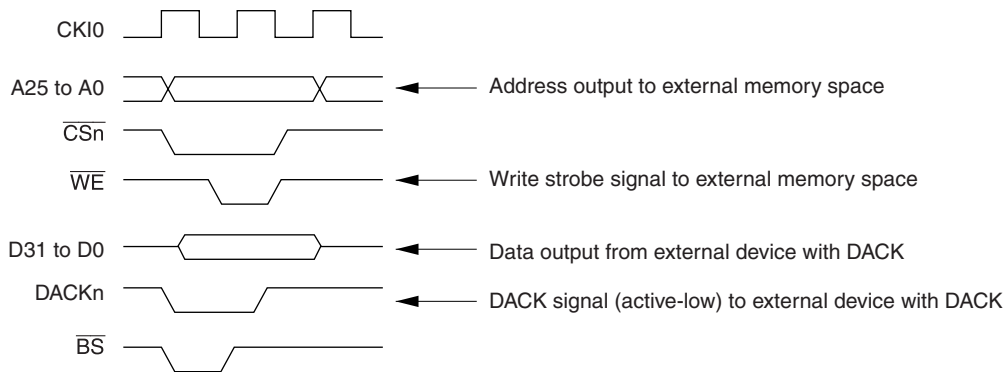 CKI0
A25 to A0 Address output to external memory space
CSn
WE Write strobe signal to external memory space
D31 to D0 Data output from external device with DACK
DACKn DACK signal (active-low) to external device with DACK
BS